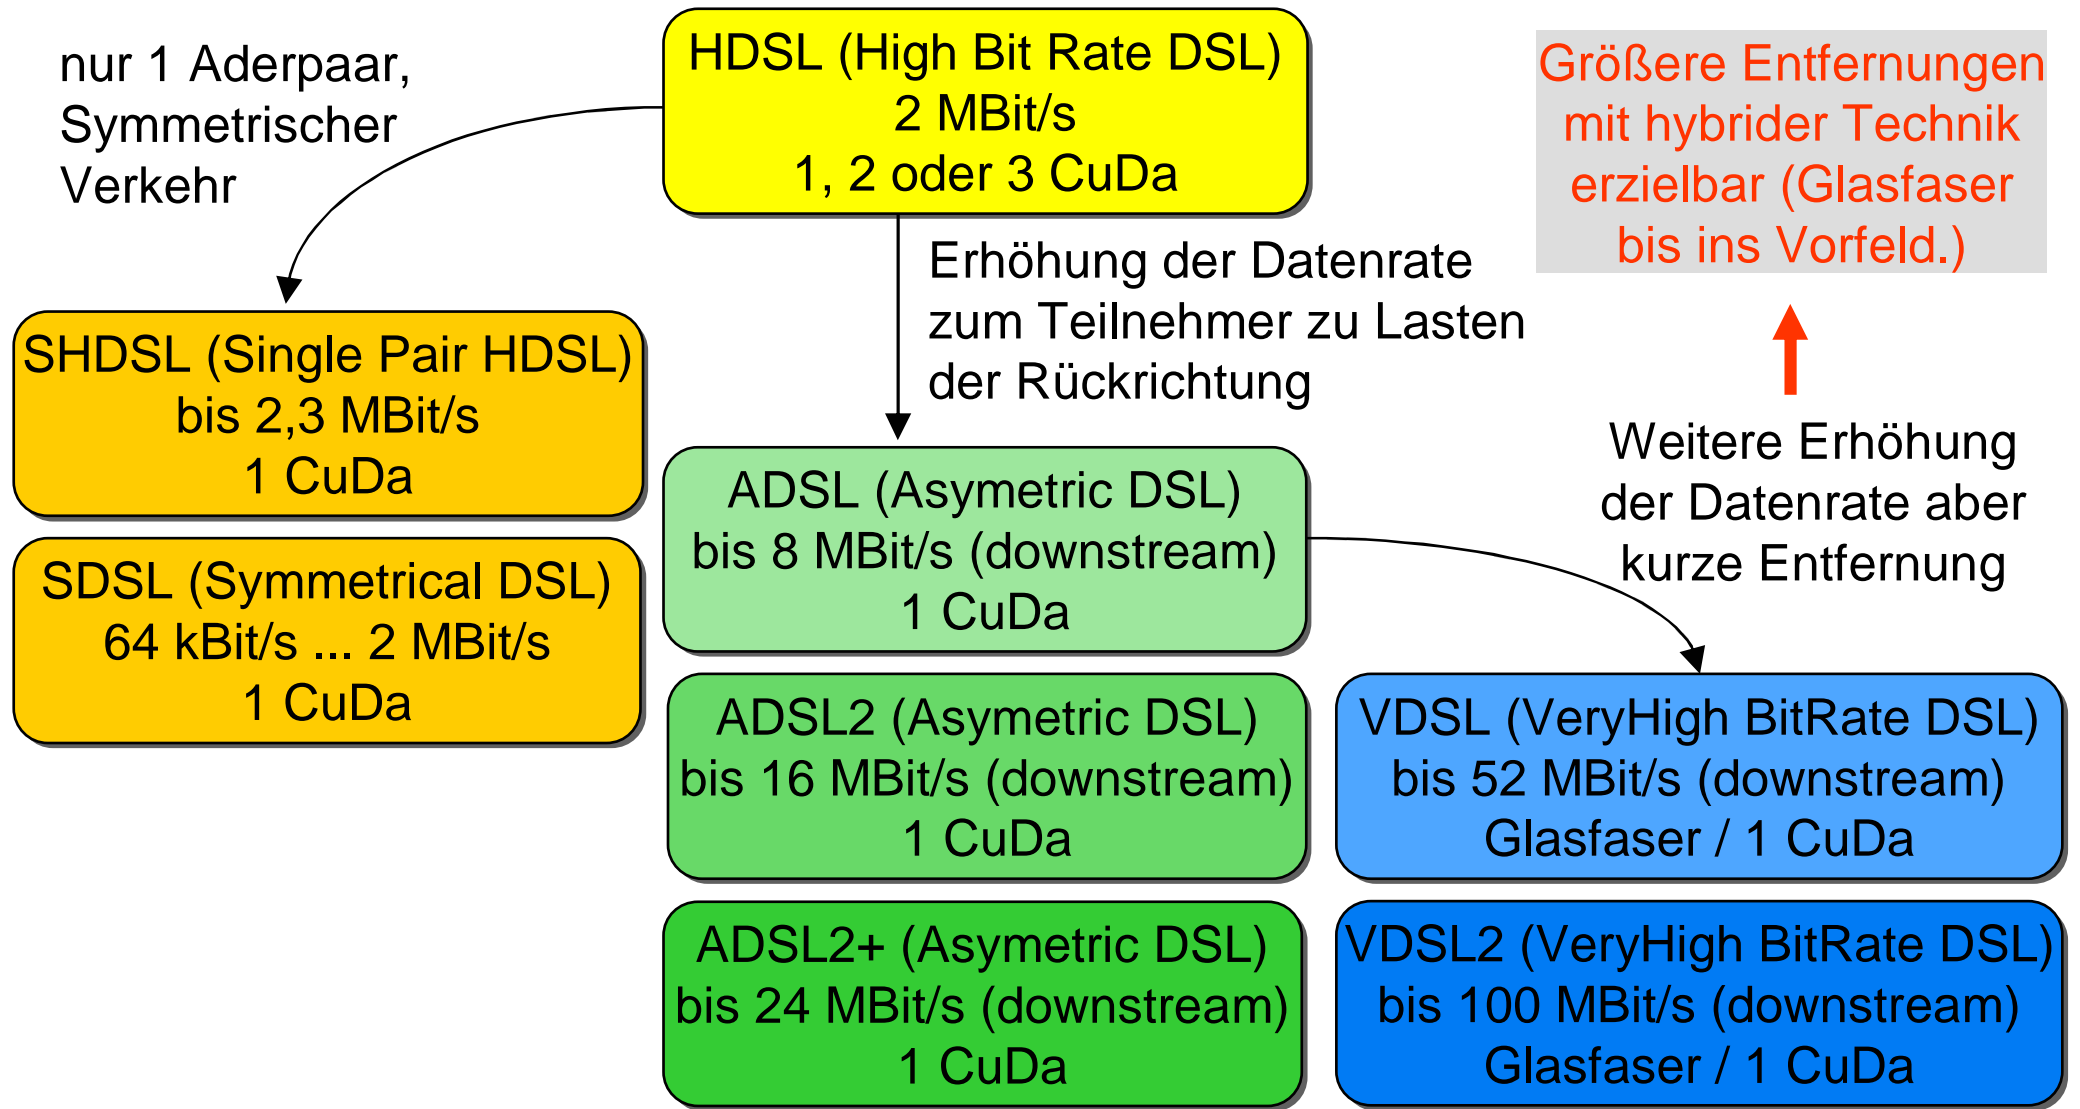 nur 1 Aderpaar,
Symmetrischer
Verkehr
HDSL (High Bit Rate DSL)
2 MBit/s
1, 2 oder 3 CuDa
Größere Entfernungen
mit hybrider Technik
erzielbar (Glasfaser
bis ins Vorfeld.)
Erhöhung der Datenrate
zum Teilnehmer zu Lasten
der Rückrichtung
SHDSL (Single Pair HDSL)
bis 2,3 MBit/s
1 CuDa
Weitere Erhöhung
der Datenrate aber
kurze Entfernung
ADSL (Asymetric DSL)
bis 8 MBit/s (downstream)
1 CuDa
SDSL (Symmetrical DSL)
64 kBit/s ... 2 MBit/s
1 CuDa
ADSL2 (Asymetric DSL)
bis 16 MBit/s (downstream)
1 CuDa
VDSL (VeryHigh BitRate DSL)
bis 52 MBit/s (downstream)
Glasfaser / 1 CuDa
ADSL2+ (Asymetric DSL)
bis 24 MBit/s (downstream)
1 CuDa
VDSL2 (VeryHigh BitRate DSL)
bis 100 MBit/s (downstream)
Glasfaser / 1 CuDa